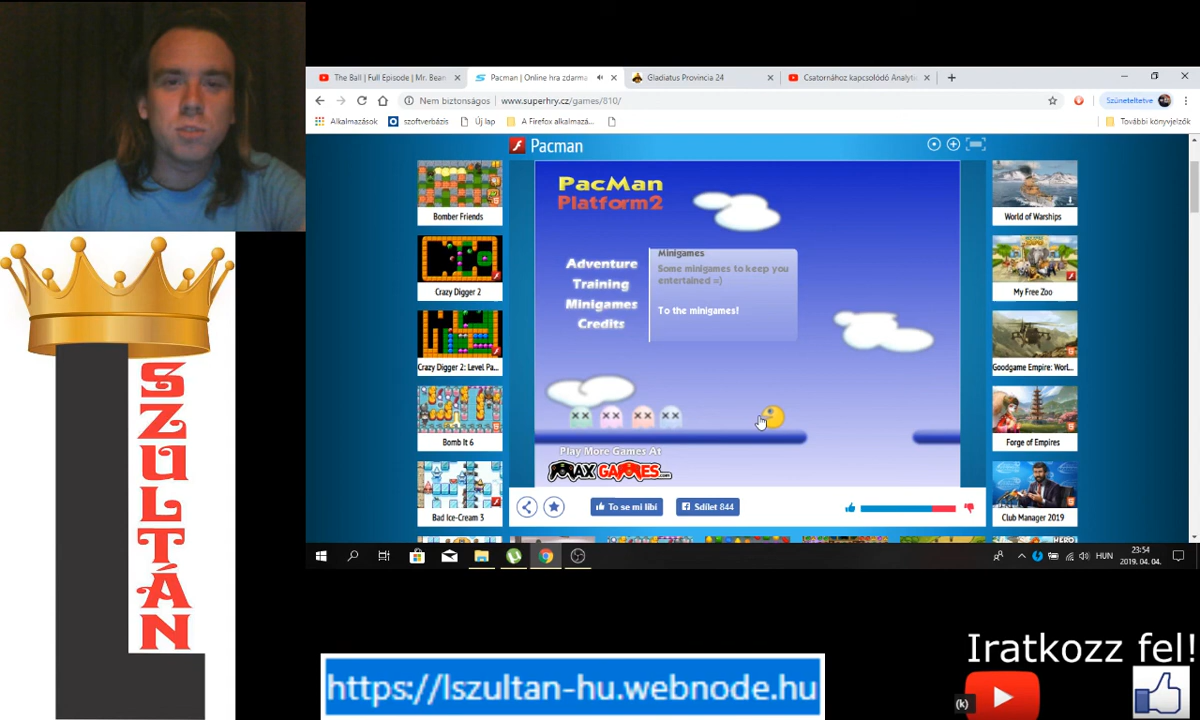 The Ball | Full Episode | Mr. Bean
Pacman | Online hra zdarma
Gladiatus Provincia 24
Csatornához kapcsolódó Analyti
Nem biztonságos
www.superhry.cz/games/810/
Szüneteltetve
Alkalmazások
szoftverbázis
Új lap
A Firefox alkalmazá...
További könyvjelzők
Pacman
Bomber Friends
Crazy Digger 2
Crazy Digger 2: Level Pa...
Bomb It 6
Bad Ice-Cream 3
PacMan
Platform2
Adventure
Training
Minigames
Credits
Minigames
Some minigames to keep you
entertained =)
To the minigames!
Play More Games At
MAXGAMES.com
To se mi líbí
Sdílet 844
World of Warships
My Free Zoo
Goodgame Empire: Worl...
Forge of Empires
Club Manager 2019
HUN
23:54
2019. 04. 04.
L
SZULTÁN
https://lszultan-hu.webnode.hu
Iratkozz fel!
(k)